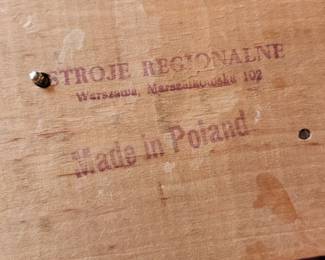 STROJE REGIONALNE
Warszawa, Marszałkowska 102
Made in Poland